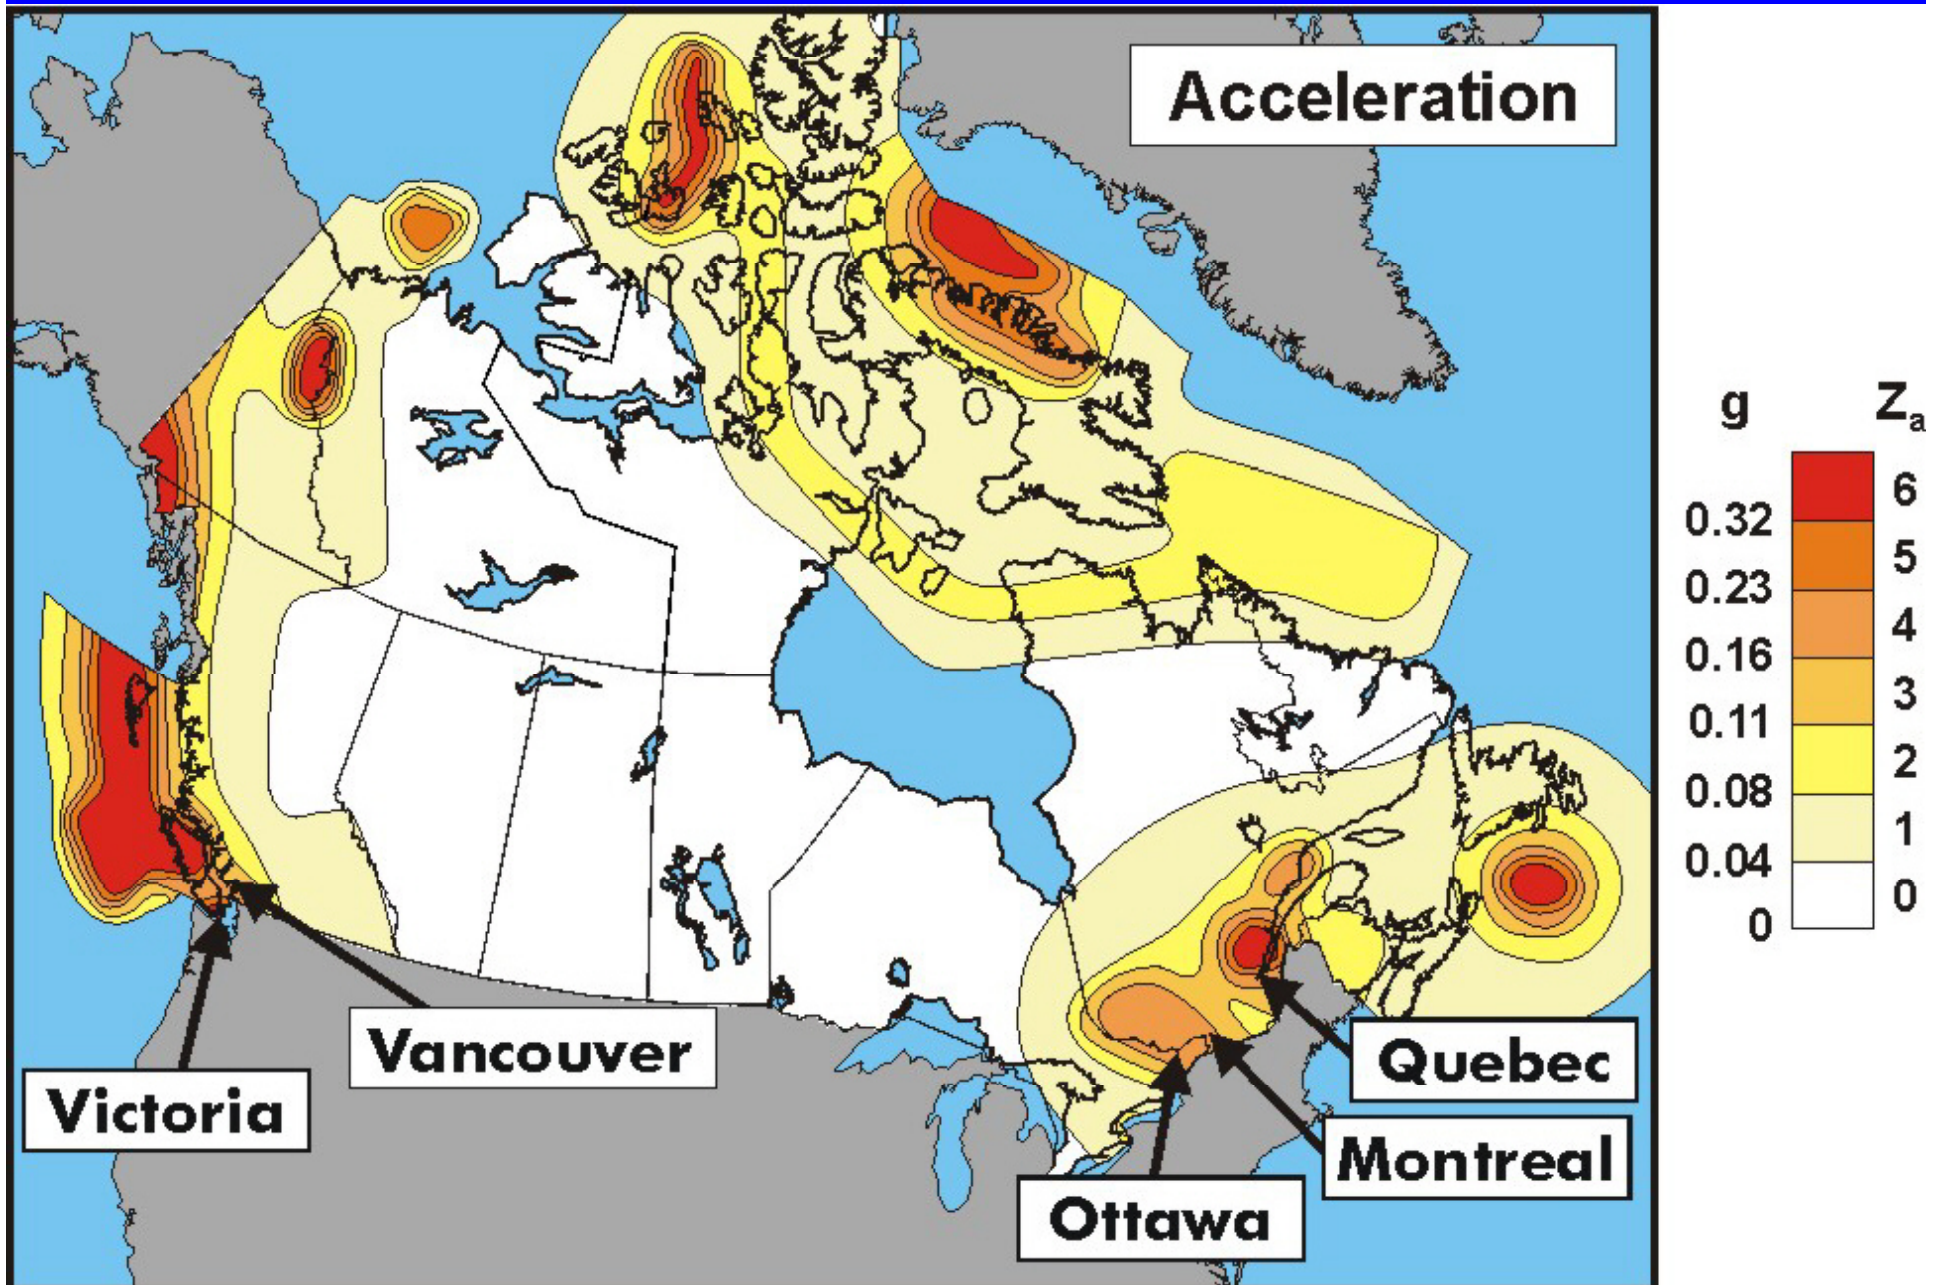 Acceleration
g Zₐ
6
0.32
5
0.23
4
0.16
3
0.11
2
0.08
1
0.04
0
0
Vancouver
Victoria
Quebec
Montreal
Ottawa